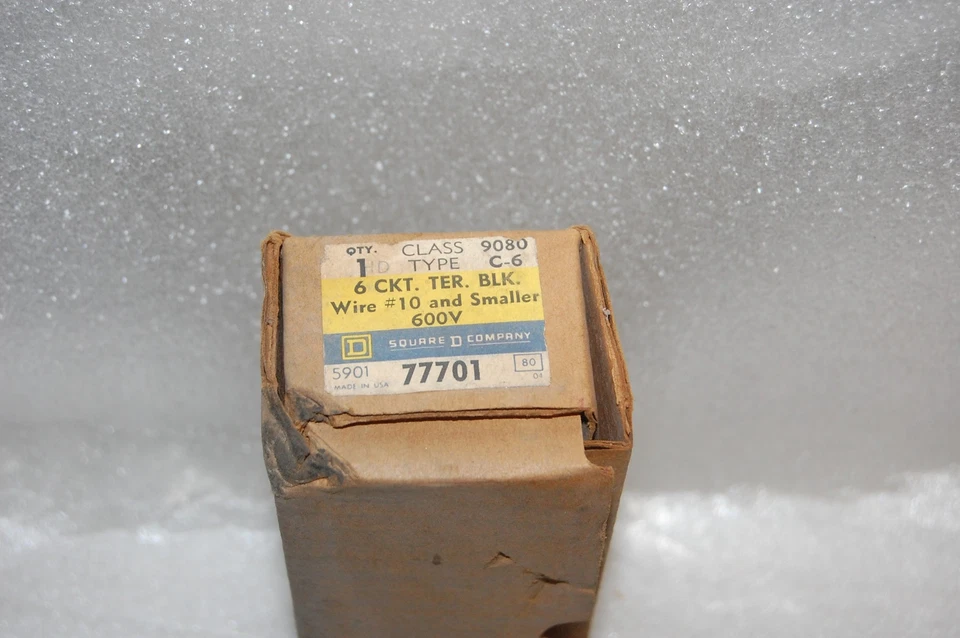 QTY. CLASS 9080
1 HD TYPE C-6
6 CKT. TER. BLK.
Wire #10 and Smaller
600V
D SQUARE D COMPANY
5901 77701 80
MADE IN USA 04